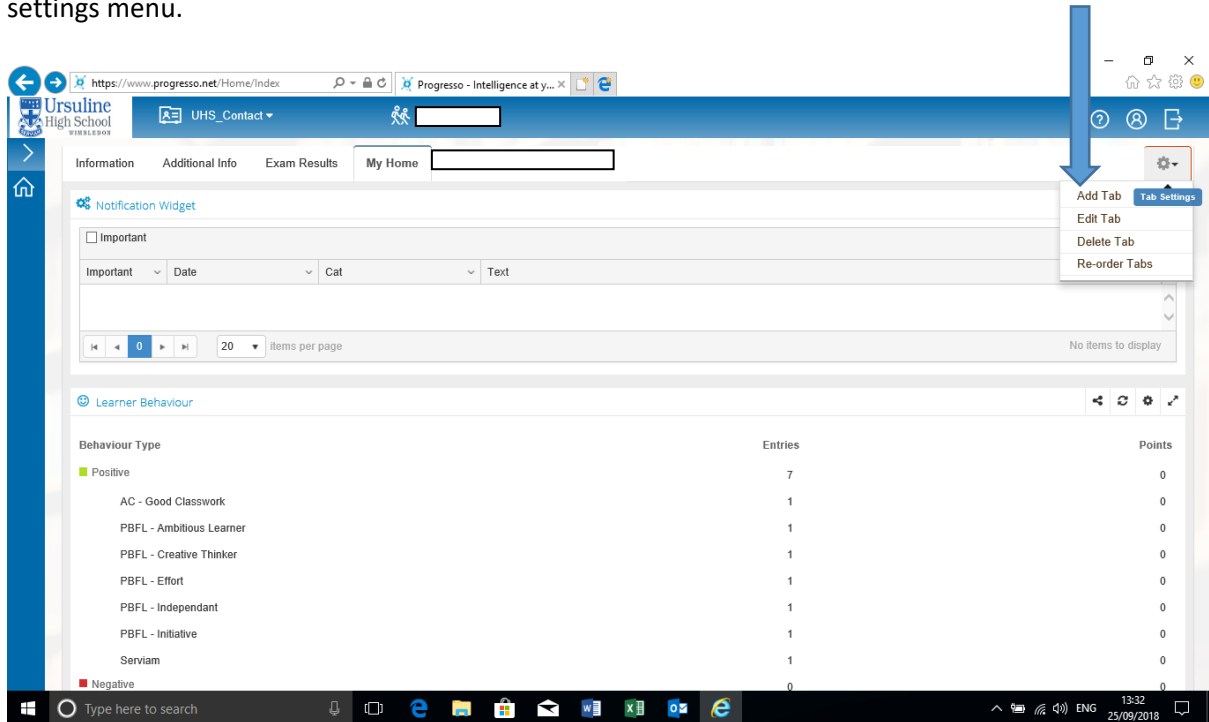 settings menu.
https://www.progresso.net/Home/Index
Progresso - Intelligence at y...
Ursuline
High School
WIMBLEDON
UHS_Contact
Information Additional Info Exam Results My Home
Add Tab
Tab Settings
Edit Tab
Delete Tab
Re-order Tabs
Notification Widget
Important
Important Date Cat Text
0 20 items per page No items to display
Learner Behaviour
Behaviour Type Entries Points
Positive 7 0
AC - Good Classwork 1 0
PBFL - Ambitious Learner 1 0
PBFL - Creative Thinker 1 0
PBFL - Effort 1 0
PBFL - Independant 1 0
PBFL - Initiative 1 0
Serviam 1 0
Negative 0 0
Type here to search
ENG
13:32
25/09/2018